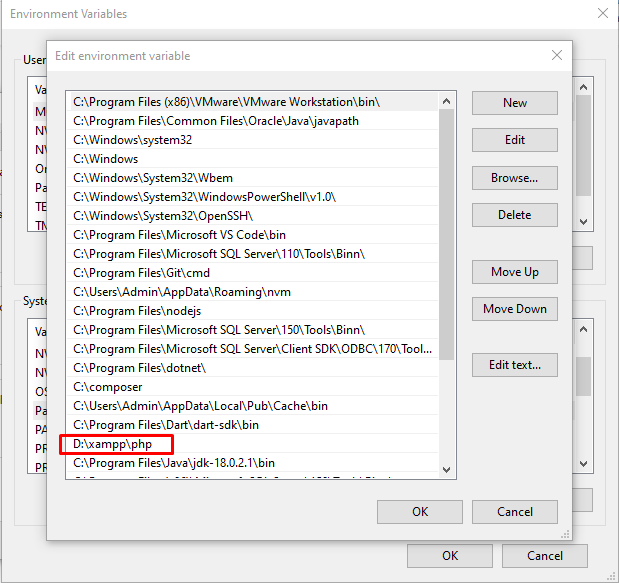 Environment Variables
Edit environment variable
User
Va
M
NV
NV
Or
Pa
TE
TM
Syste
Va
NV
NV
OS
Pa
PA
PR
PR
C:\Program Files (x86)\VMware\VMware Workstation\bin\
C:\Program Files\Common Files\Oracle\Java\javapath
C:\Windows\system32
C:\Windows
C:\Windows\System32\Wbem
C:\Windows\System32\WindowsPowerShell\v1.0\
C:\Windows\System32\OpenSSH\
C:\Program Files\Microsoft VS Code\bin
C:\Program Files\Microsoft SQL Server\110\Tools\Binn\
C:\Program Files\Git\cmd
C:\Users\Admin\AppData\Roaming\nvm
C:\Program Files\nodejs
C:\Program Files\Microsoft SQL Server\150\Tools\Binn\
C:\Program Files\Microsoft SQL Server\Client SDK\ODBC\170\Tool...
C:\Program Files\dotnet\
C:\composer
C:\Users\Admin\AppData\Local\Pub\Cache\bin
C:\Program Files\Dart\dart-sdk\bin
D:\xampp\php
C:\Program Files\Java\jdk-18.0.2.1\bin
New
Edit
Browse...
Delete
Move Up
Move Down
Edit text...
OK
Cancel
OK
Cancel